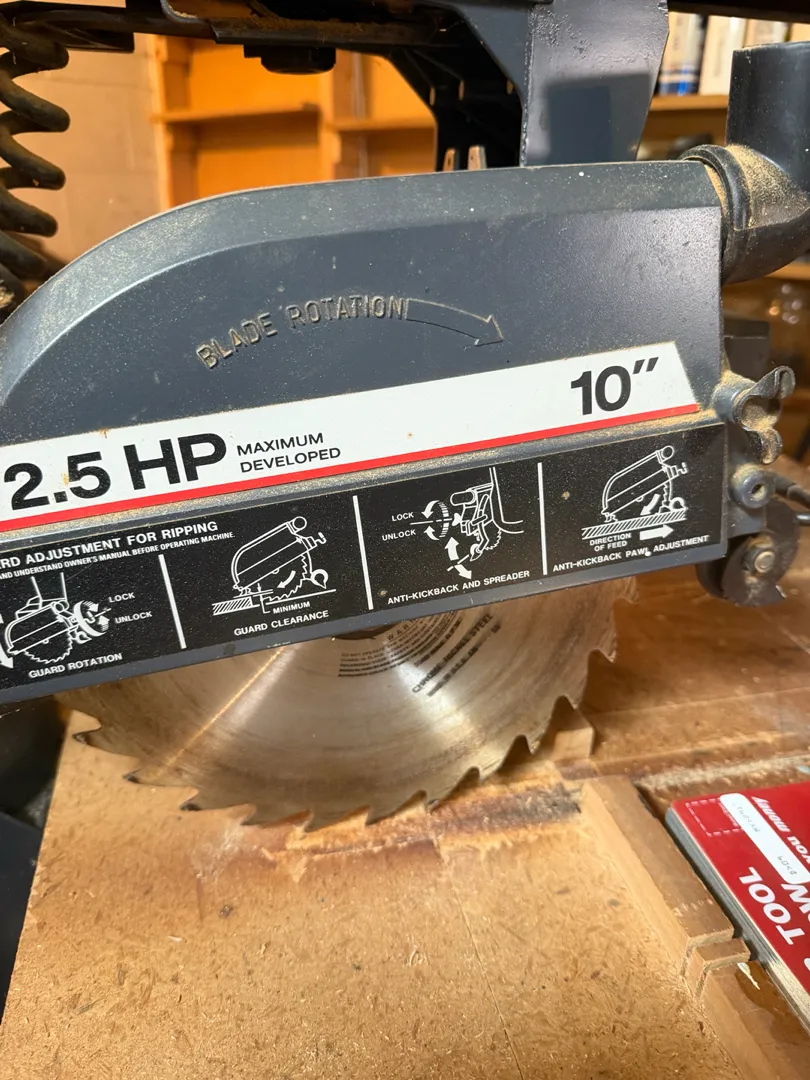 BLADE ROTATION
10"
2.5 HP MAXIMUM
DEVELOPED
ADJUSTMENT FOR RIPPING
UNDERSTAND OWNER'S MANUAL BEFORE OPERATING MACHINE.
LOCK
UNLOCK
GUARD ROTATION
MINIMUM
GUARD CLEARANCE
LOCK
UNLOCK
ANTI-KICKBACK AND SPREADER
DIRECTION
OF FEED
ANTI-KICKBACK PAWL ADJUSTMENT
you money
TOOL